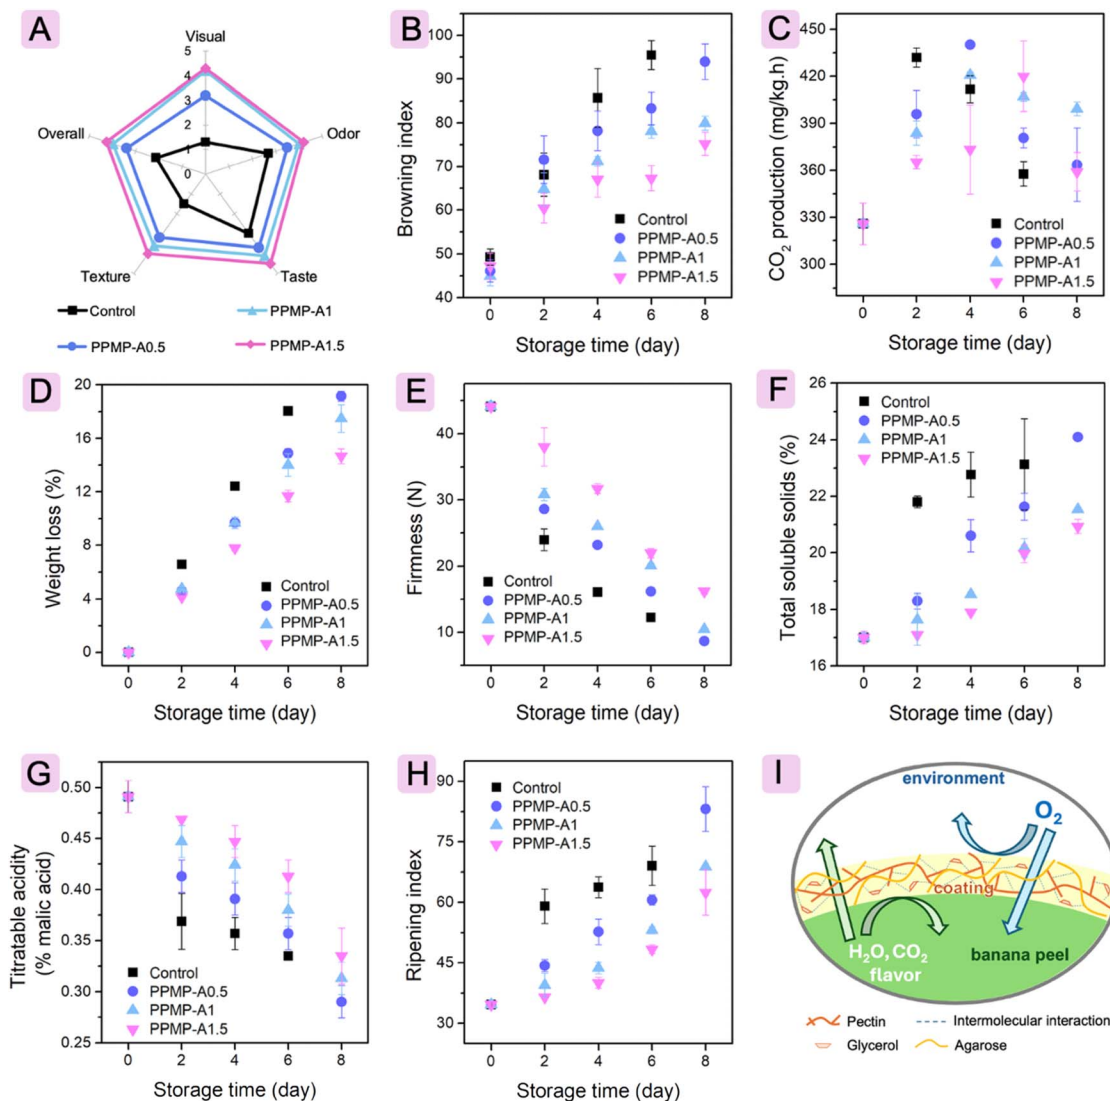 A
Visual
5
4
3
2
1
0
Overall
Odor
Texture
Taste
Control
PPMP-A1
PPMP-A0.5
PPMP-A1.5
B
Browning index
100
90
80
70
60
50
40
Control
PPMP-A0.5
PPMP-A1
PPMP-A1.5
0 2 4 6 8
Storage time (day)
C
CO₂ production (mg/kg.h)
450
420
390
360
330
300
Control
PPMP-A0.5
PPMP-A1
PPMP-A1.5
0 2 4 6 8
Storage time (day)
D
Weight loss (%)
20
16
12
8
4
0
Control
PPMP-A0.5
PPMP-A1
PPMP-A1.5
0 2 4 6 8
Storage time (day)
E
Firmness (N)
40
30
20
10
Control
PPMP-A0.5
PPMP-A1
PPMP-A1.5
0 2 4 6 8
Storage time (day)
F
Total soluble solids (%)
26
24
22
20
18
16
Control
PPMP-A0.5
PPMP-A1
PPMP-A1.5
0 2 4 6 8
Storage time (day)
G
Titratable acidity
(% malic acid)
0.50
0.45
0.40
0.35
0.30
0.25
Control
PPMP-A0.5
PPMP-A1
PPMP-A1.5
0 2 4 6 8
Storage time (day)
H
Ripening index
90
75
60
45
30
Control
PPMP-A0.5
PPMP-A1
PPMP-A1.5
0 2 4 6 8
Storage time (day)
I
environment
O₂
coating
H₂O, CO₂
flavor
banana peel
Pectin
Intermolecular interaction
Glycerol
Agarose